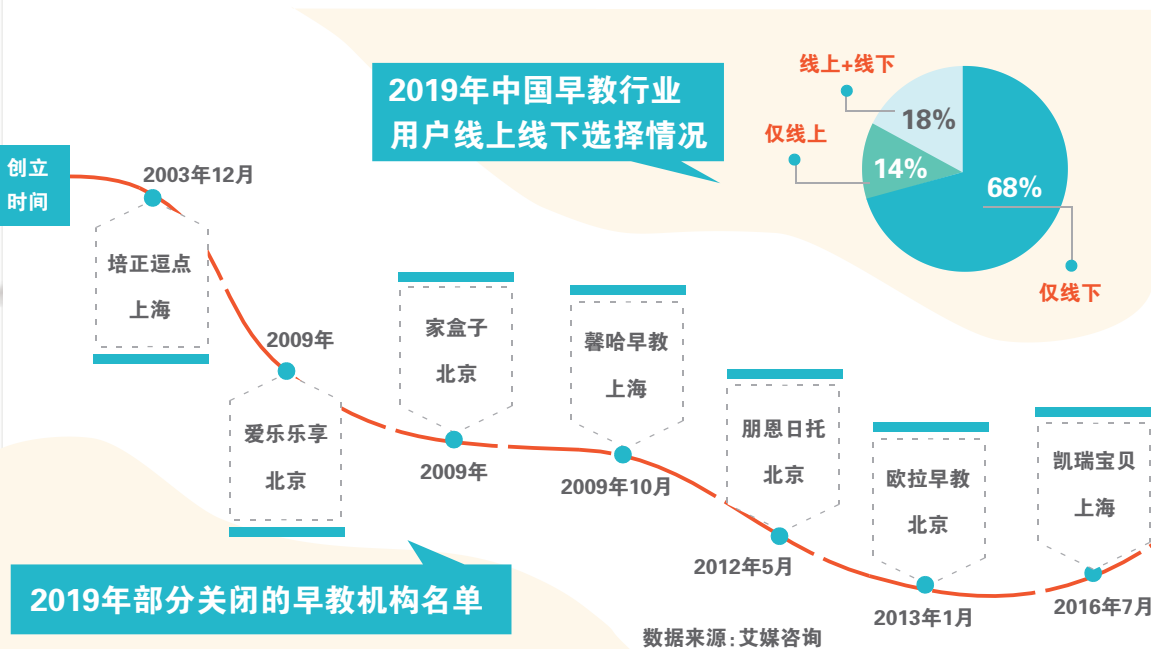 2019年中国早教行业
用户线上线下选择情况
线上+线下
18%
仅线上
14%
68%
仅线下
创立
时间
2003年12月
培正逗点
上海
2009年
爱乐乐享
北京
家盒子
北京
2009年
馨哈早教
上海
2009年10月
朋恩日托
北京
2012年5月
欧拉早教
北京
2013年1月
凯瑞宝贝
上海
2016年7月
2019年部分关闭的早教机构名单
数据来源:艾媒咨询